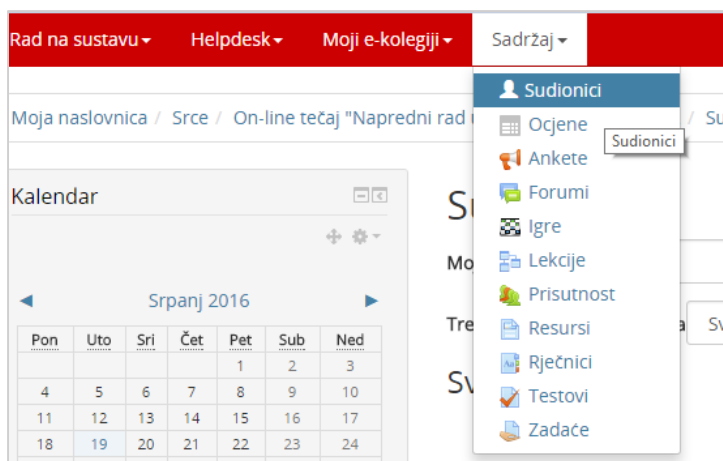 Rad na sustavu Helpdesk Moji e-kolegiji Sadržaj
Moja naslovnica / Srce / On-line tečaj "Napredni rad / Su
Sudionici
Ocjene
Sudionici
Ankete
Forumi
Igre
Lekcije
Prisutnost
Resursi
Rječnici
Testovi
Zadaće
Kalendar
Srpanj 2016
Pon Uto Sri Čet Pet Sub Ned
1 2 3
4 5 6 7 8 9 10
11 12 13 14 15 16 17
18 19 20 21 22 23 24
Mo
Tre